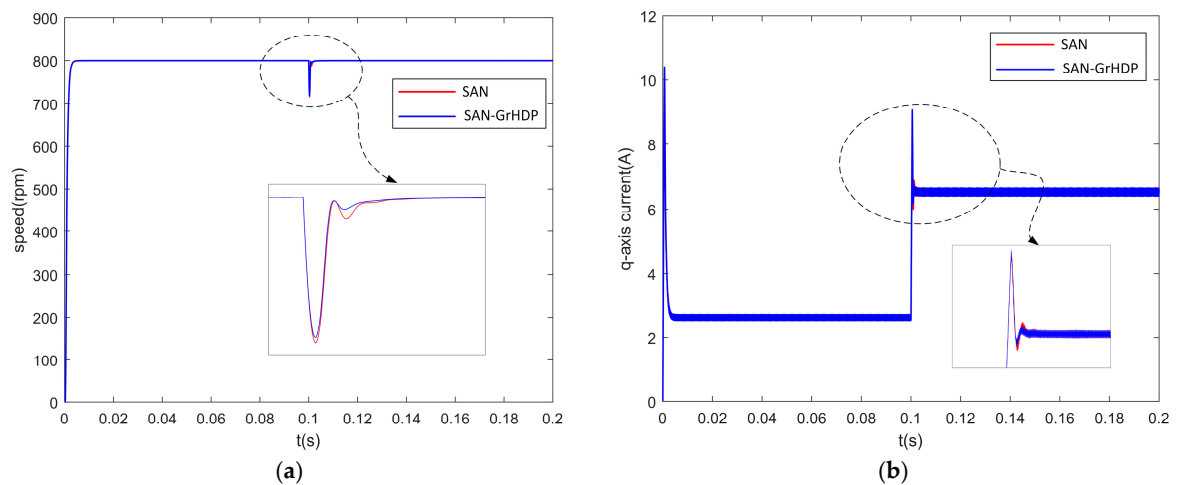 900
800
700
600
500
400
300
200
100
0
speed(rpm)
0 0.02 0.04 0.06 0.08 0.1 0.12 0.14 0.16 0.18 0.2
t(s)
SAN
SAN-GrHDP
(a)
12
10
8
6
4
2
0
q-axis current(A)
0 0.02 0.04 0.06 0.08 0.1 0.12 0.14 0.16 0.18 0.2
t(s)
SAN
SAN-GrHDP
(b)